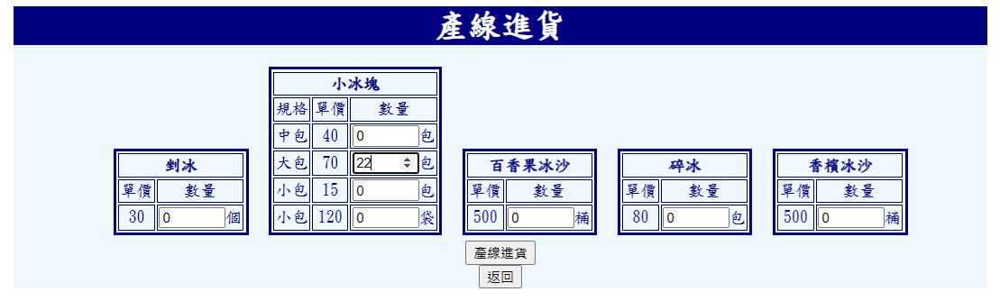 產線進貨
剉冰
單價 數量
30 0 個
小冰塊
規格 單價 數量
中包 40 0 包
大包 70 22 包
小包 15 0 包
小包 120 0 袋
百香果冰沙
單價 數量
500 0 桶
碎冰
單價 數量
80 0 包
香檳冰沙
單價 數量
500 0 桶
產線進貨
返回